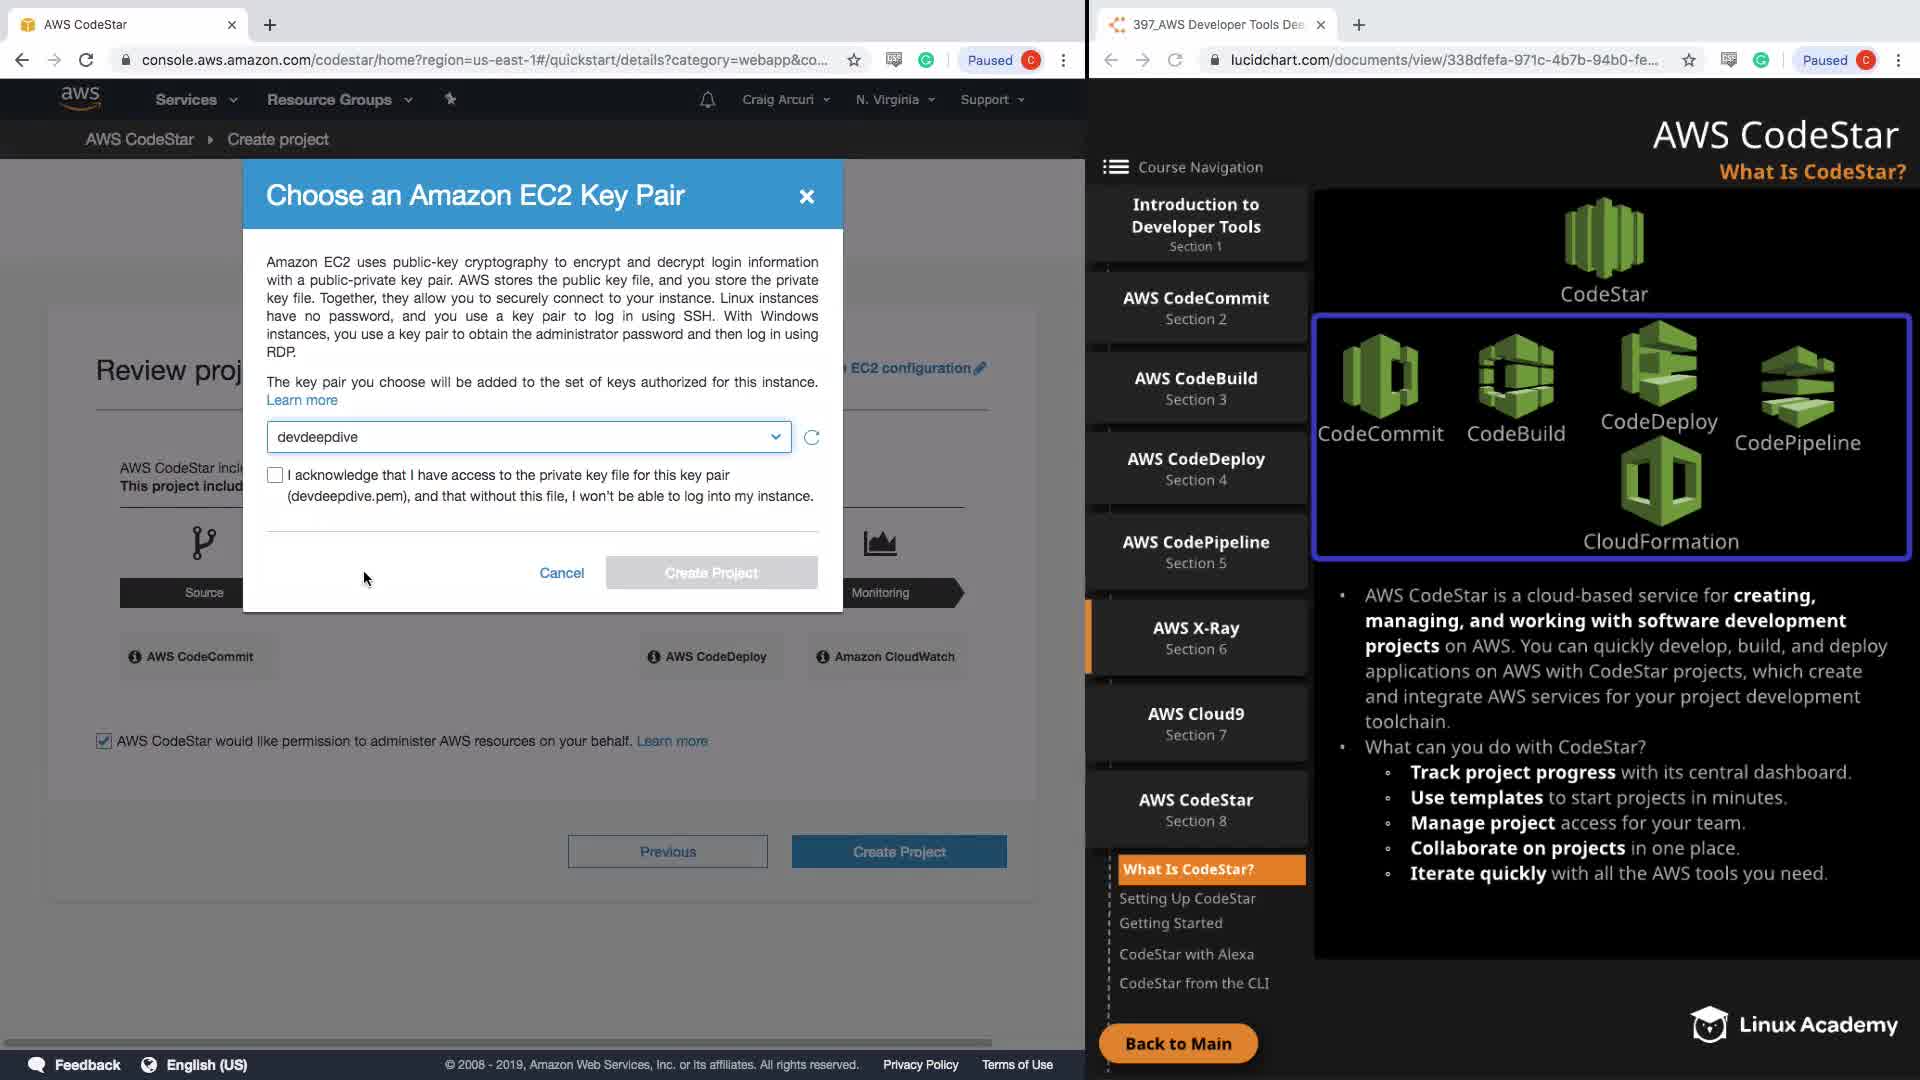 AWS CodeStar
console.aws.amazon.com/codestar/home?region=us-east-1#/quickstart/details?category=webapp&co...
Paused C
aws
Services
Resource Groups
Craig Arcuri
N. Virginia
Support
AWS CodeStar
Create project
Choose an Amazon EC2 Key Pair
Amazon EC2 uses public-key cryptography to encrypt and decrypt login information
with a public-private key pair. AWS stores the public key file, and you store the private
key file. Together, they allow you to securely connect to your instance. Linux instances
have no password, and you use a key pair to log in using SSH. With Windows
instances, you use a key pair to obtain the administrator password and then log in using
RDP.
The key pair you choose will be added to the set of keys authorized for this instance.
Learn more
devdeepdive
I acknowledge that I have access to the private key file for this key pair
(devdeepdive.pem), and that without this file, I won't be able to log into my instance.
Cancel
Create Project
Review proj
EC2 configuration
AWS CodeStar incl
This project includ
Source
Monitoring
AWS CodeCommit
AWS CodeDeploy
Amazon CloudWatch
AWS CodeStar would like permission to administer AWS resources on your behalf. Learn more
Previous
Create Project
Feedback
English (US)
© 2008 - 2019, Amazon Web Services, Inc. or its affiliates. All rights reserved.
Privacy Policy
Terms of Use
397_AWS Developer Tools Dee
lucidchart.com/documents/view/338dfefa-971c-4b7b-94b0-fe...
Paused C
AWS CodeStar
What Is CodeStar?
Course Navigation
Introduction to
Developer Tools
Section 1
AWS CodeCommit
Section 2
AWS CodeBuild
Section 3
AWS CodeDeploy
Section 4
AWS CodePipeline
Section 5
AWS X-Ray
Section 6
AWS Cloud9
Section 7
AWS CodeStar
Section 8
What Is CodeStar?
Setting Up CodeStar
Getting Started
CodeStar with Alexa
CodeStar from the CLI
Back to Main
CodeStar
CodeCommit
CodeBuild
CodeDeploy
CodePipeline
CloudFormation
• AWS CodeStar is a cloud-based service for creating,
managing, and working with software development
projects on AWS. You can quickly develop, build, and deploy
applications on AWS with CodeStar projects, which create
and integrate AWS services for your project development
toolchain.
• What can you do with CodeStar?
◦ Track project progress with its central dashboard.
◦ Use templates to start projects in minutes.
◦ Manage project access for your team.
◦ Collaborate on projects in one place.
◦ Iterate quickly with all the AWS tools you need.
Linux Academy